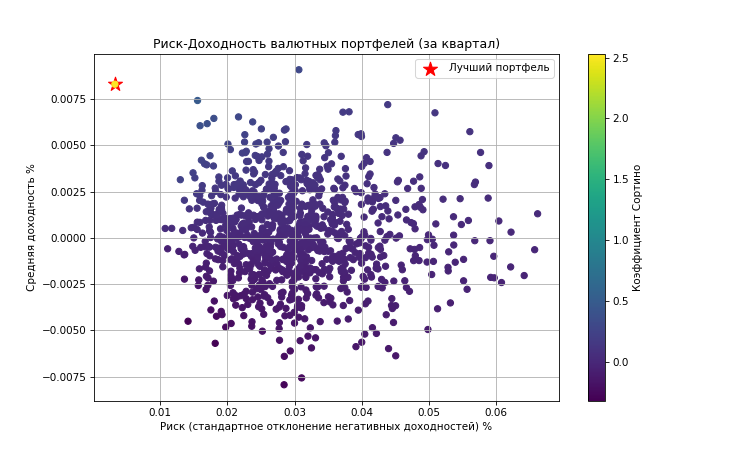 Риск-Доходность валютных портфелей (за квартал)
Лучший портфель
Средняя доходность %
0.0075
0.0050
0.0025
0.0000
−0.0025
−0.0050
−0.0075
0.01 0.02 0.03 0.04 0.05 0.06
Риск (стандартное отклонение негативных доходностей) %
2.5
2.0
1.5
1.0
0.5
0.0
Коэффициент Сортино